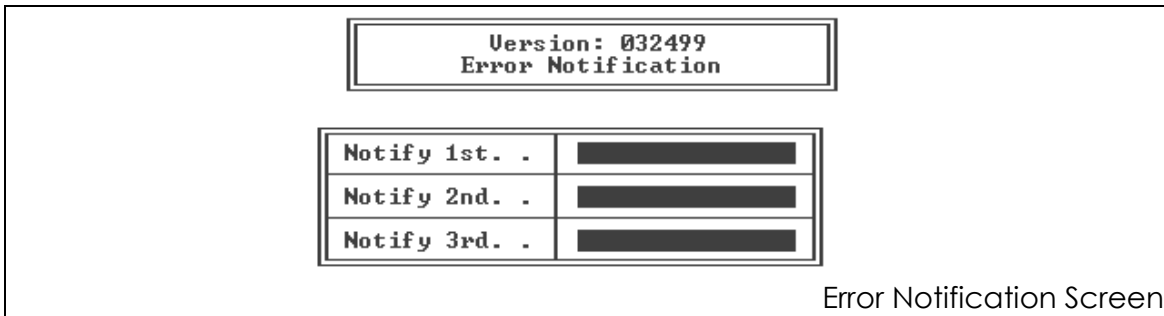 Version: 032499
Error Notification
Notify 1st. .
Notify 2nd. .
Notify 3rd. .
Error Notification Screen